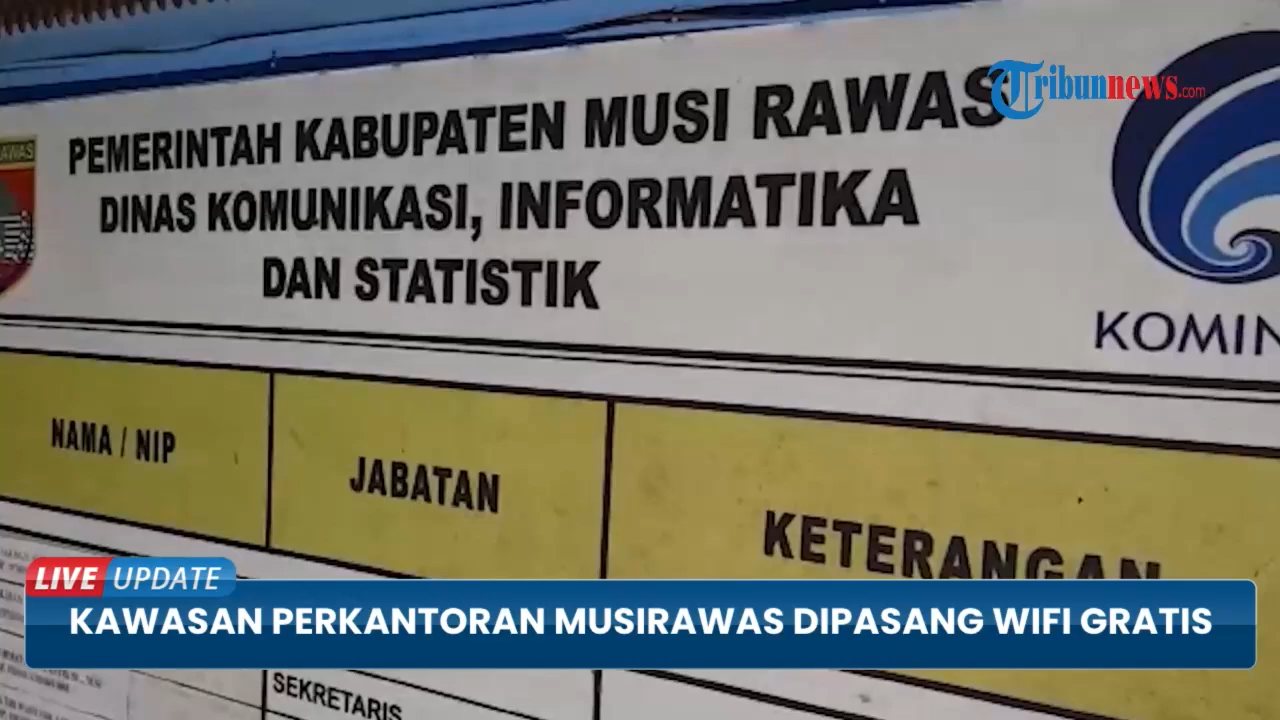 Tribunnews.com
RAWAS
PEMERINTAH KABUPATEN MUSI RAWAS
DINAS KOMUNIKASI, INFORMATIKA
DAN STATISTIK
KOMIN
NAMA / NIP
JABATAN
KETERANGAN
LIVE UPDATE
KAWASAN PERKANTORAN MUSIRAWAS DIPASANG WIFI GRATIS
SEKRETARIS